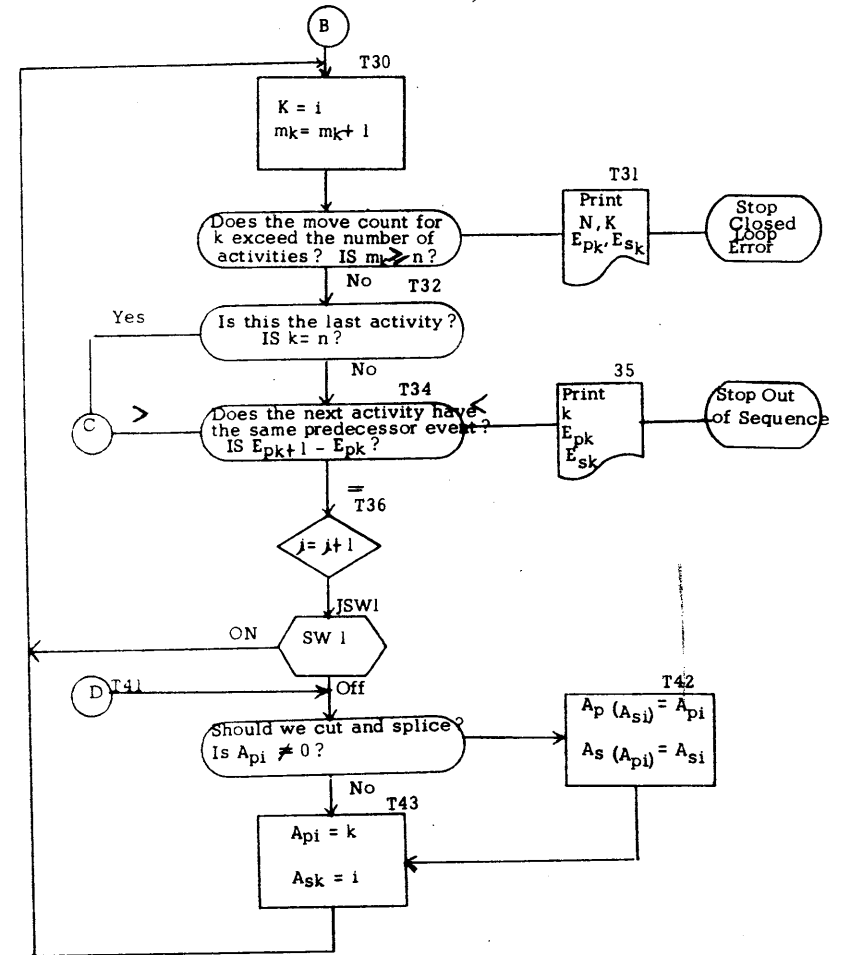 B
T30
K = i
mk = mk + 1
T31
Print
N, K
Epk, Esk
Stop
Closed
Loop
Error
Does the move count for
k exceed the number of
activities? IS mk ≥ n?
No
T32
Yes
Is this the last activity?
IS k = n?
No
T34
35
C
>
<
Does the next activity have
the same predecessor event?
IS Epk+1 - Epk?
Print
k
Epk
Esk
Stop Out
of Sequence
=
T36
j = j + 1
JSW1
ON
SW 1
D
T41
Off
T42
Should we cut and splice?
Is Api ≠ 0?
Ap (Asi) = Api
As (Api) = Asi
No
T43
Api = k
Ask = i